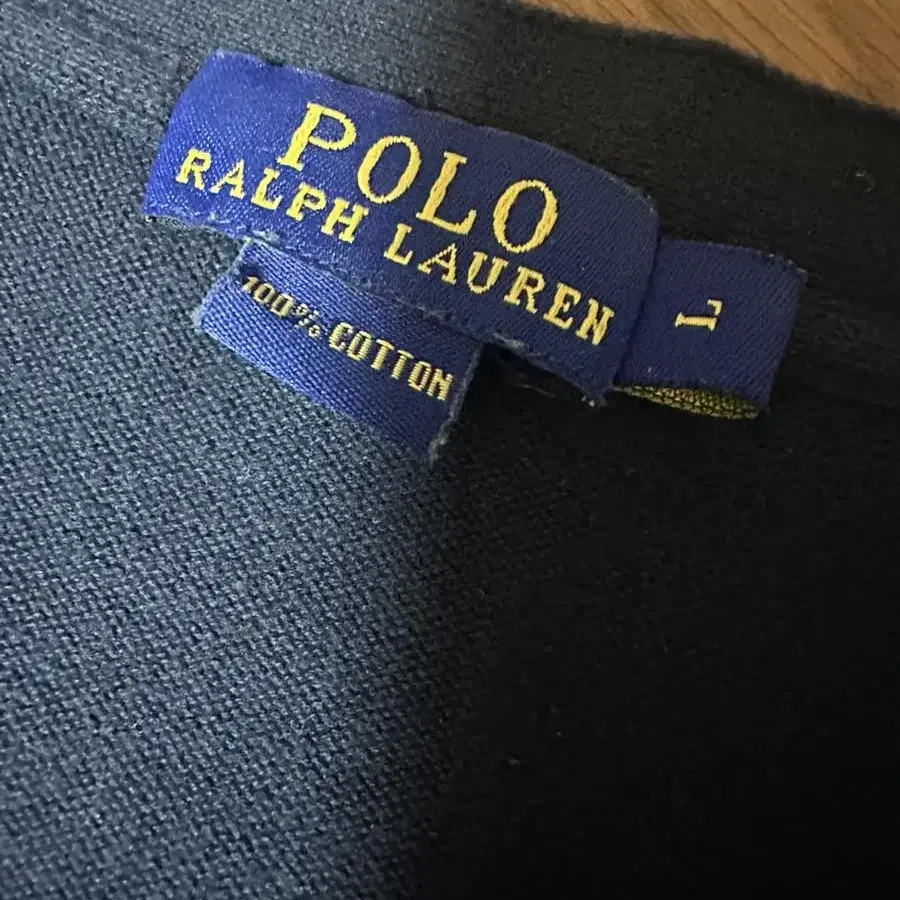 POLO
RALPH LAUREN
L
100% COTTON